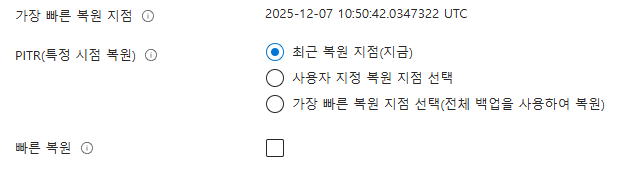 가장 빠른 복원 지점
2025-12-07 10:50:42.0347322 UTC
PITR(특정 시점 복원)
최근 복원 지점(지금)
사용자 지정 복원 지점 선택
가장 빠른 복원 지점 선택(전체 백업을 사용하여 복원)
빠른 복원